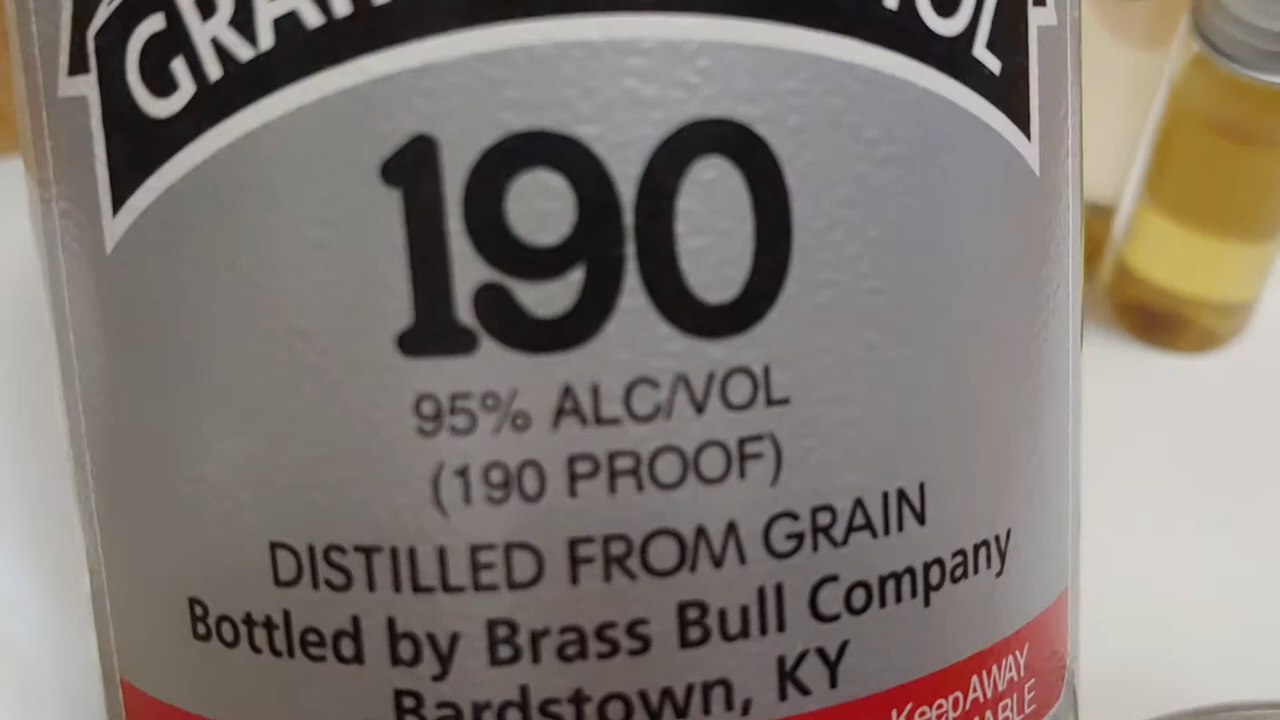 190
95% ALC/VOL
(190 PROOF)
DISTILLED FROM GRAIN
Bottled by Brass Bull Company
Bardstown, KY
Keep AWAY